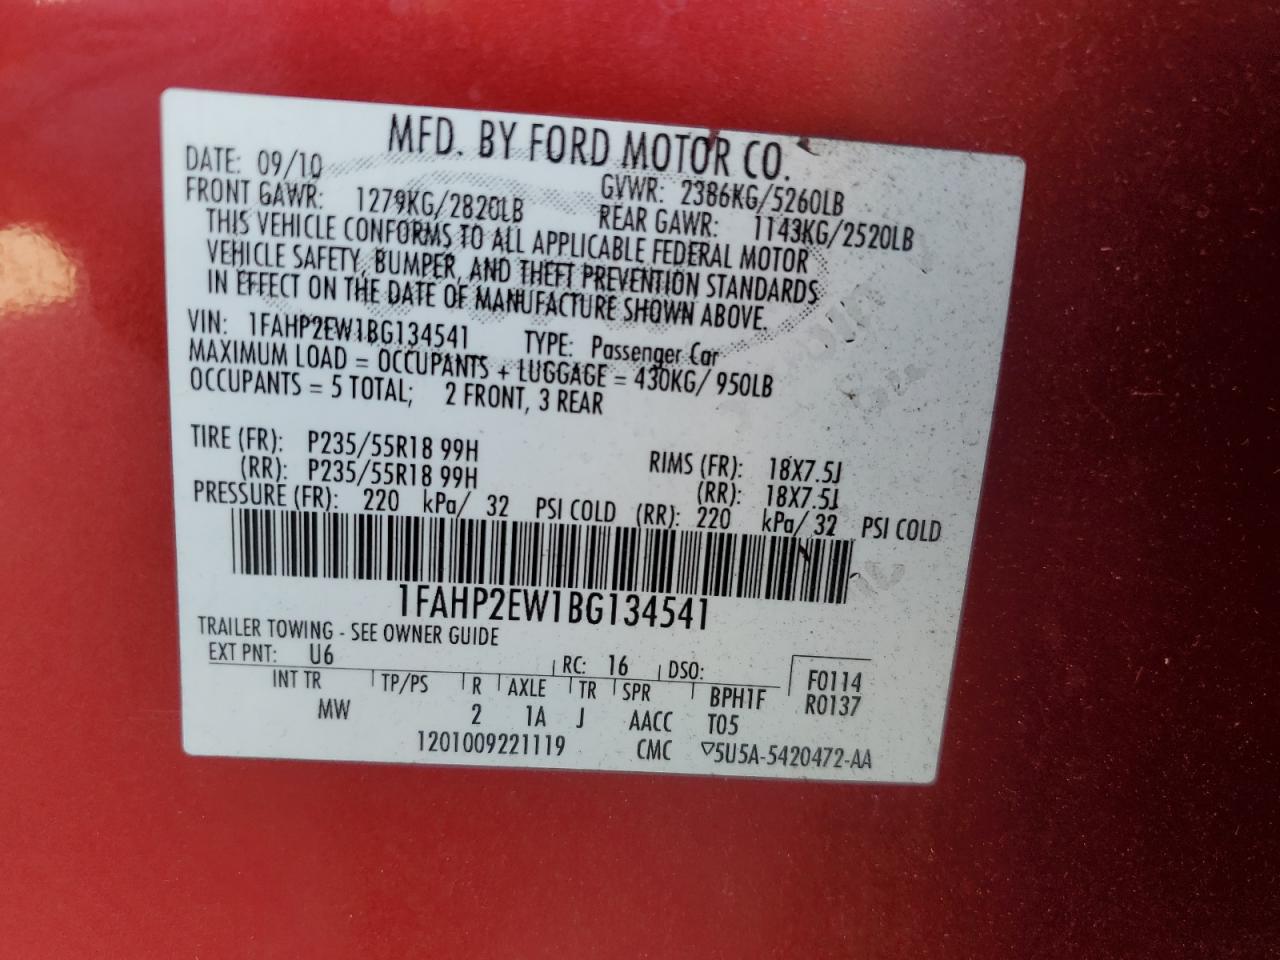 MFD. BY FORD MOTOR CO.
DATE: 09/10 GVWR: 2386KG/5260LB
FRONT GAWR: 1279KG/2820LB REAR GAWR: 1143KG/2520LB
THIS VEHICLE CONFORMS TO ALL APPLICABLE FEDERAL MOTOR
VEHICLE SAFETY, BUMPER, AND THEFT PREVENTION STANDARDS
IN EFFECT ON THE DATE OF MANUFACTURE SHOWN ABOVE.
VIN: 1FAHP2EW1BG134541 TYPE: Passenger Car
MAXIMUM LOAD = OCCUPANTS + LUGGAGE = 430KG/ 950LB
OCCUPANTS = 5 TOTAL; 2 FRONT, 3 REAR
TIRE (FR): P235/55R18 99H RIMS (FR): 18X7.5J
(RR): P235/55R18 99H (RR): 18X7.5J
PRESSURE (FR): 220 kPa/ 32 PSI COLD (RR): 220 kPa/ 32 PSI COLD
1FAHP2EW1BG134541
TRAILER TOWING - SEE OWNER GUIDE
EXT PNT: U6 RC: 16 DSO: F0114
INT TR TP/PS R AXLE TR SPR BPH1F R0137
MW 2 1A J AACC T05
1201009221119 CMC ▽5U5A-5420472-AA